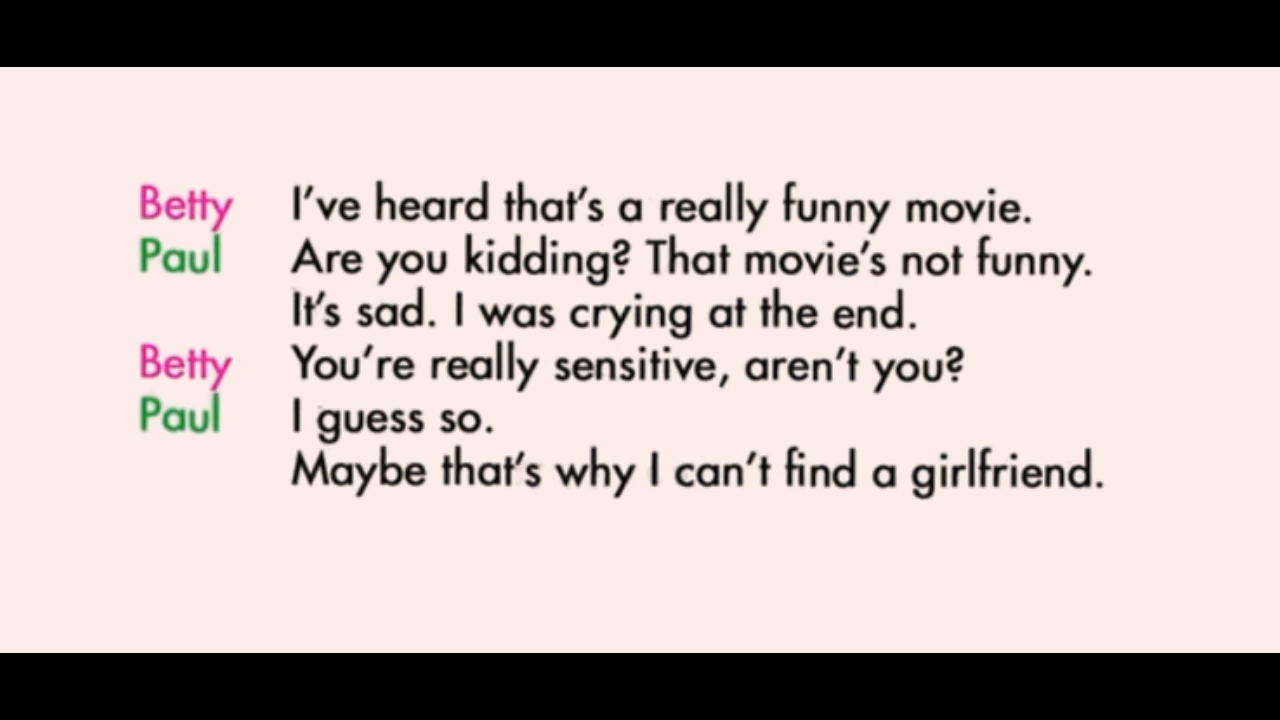 Betty I've heard that's a really funny movie.
Paul Are you kidding? That movie's not funny.
It's sad. I was crying at the end.
Betty You're really sensitive, aren't you?
Paul I guess so.
Maybe that's why I can't find a girlfriend.